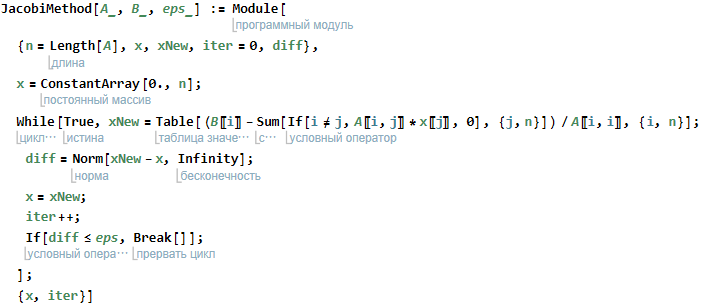 JacobiMethod[A_, B_, eps_] := Module[
программный модуль
{n = Length[A], x, xNew, iter = 0, diff},
длина
x = ConstantArray[0., n];
постоянный массив
While[True, xNew = Table[(B〚i〛 - Sum[If[i ≠ j, A〚i, j〛 * x〚j〛, 0], {j, n}]) / A〚i, i〛, {i, n}];
цикл⋯ истина таблица значе⋯ с⋯ условный оператор
diff = Norm[xNew - x, Infinity];
норма бесконечность
x = xNew;
iter++;
If[diff ≤ eps, Break[]];
условный опера⋯ прервать цикл
];
{x, iter}]